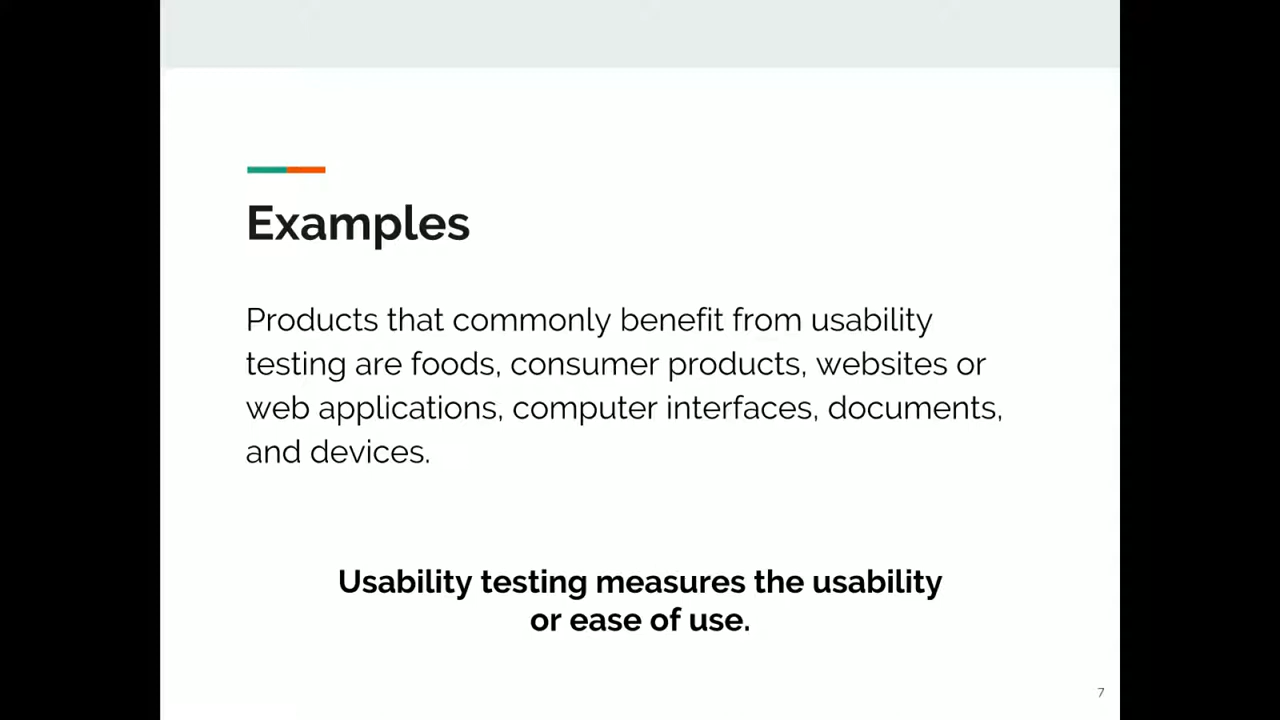 Examples
Products that commonly benefit from usability
testing are foods, consumer products, websites or
web applications, computer interfaces, documents,
and devices.
Usability testing measures the usability
or ease of use.
7